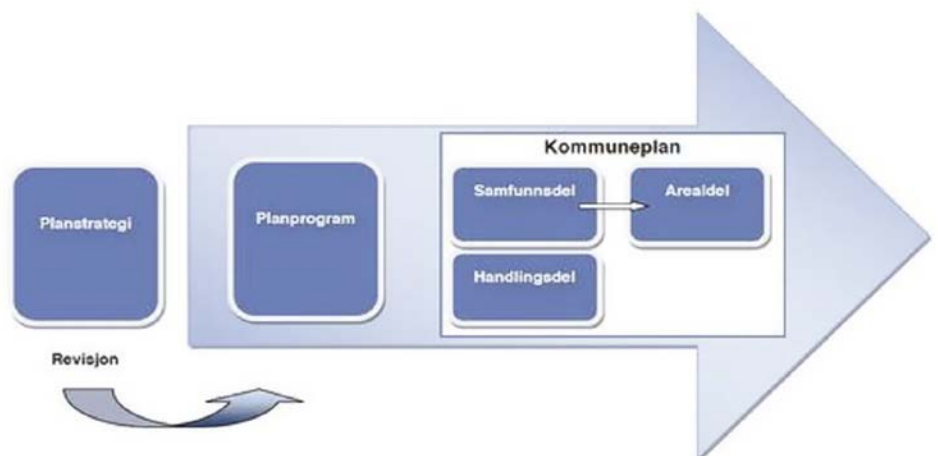 Planstrategi
Revisjon
Planprogram
Kommuneplan
Samfunnsdel
Arealdel
Handlingsdel